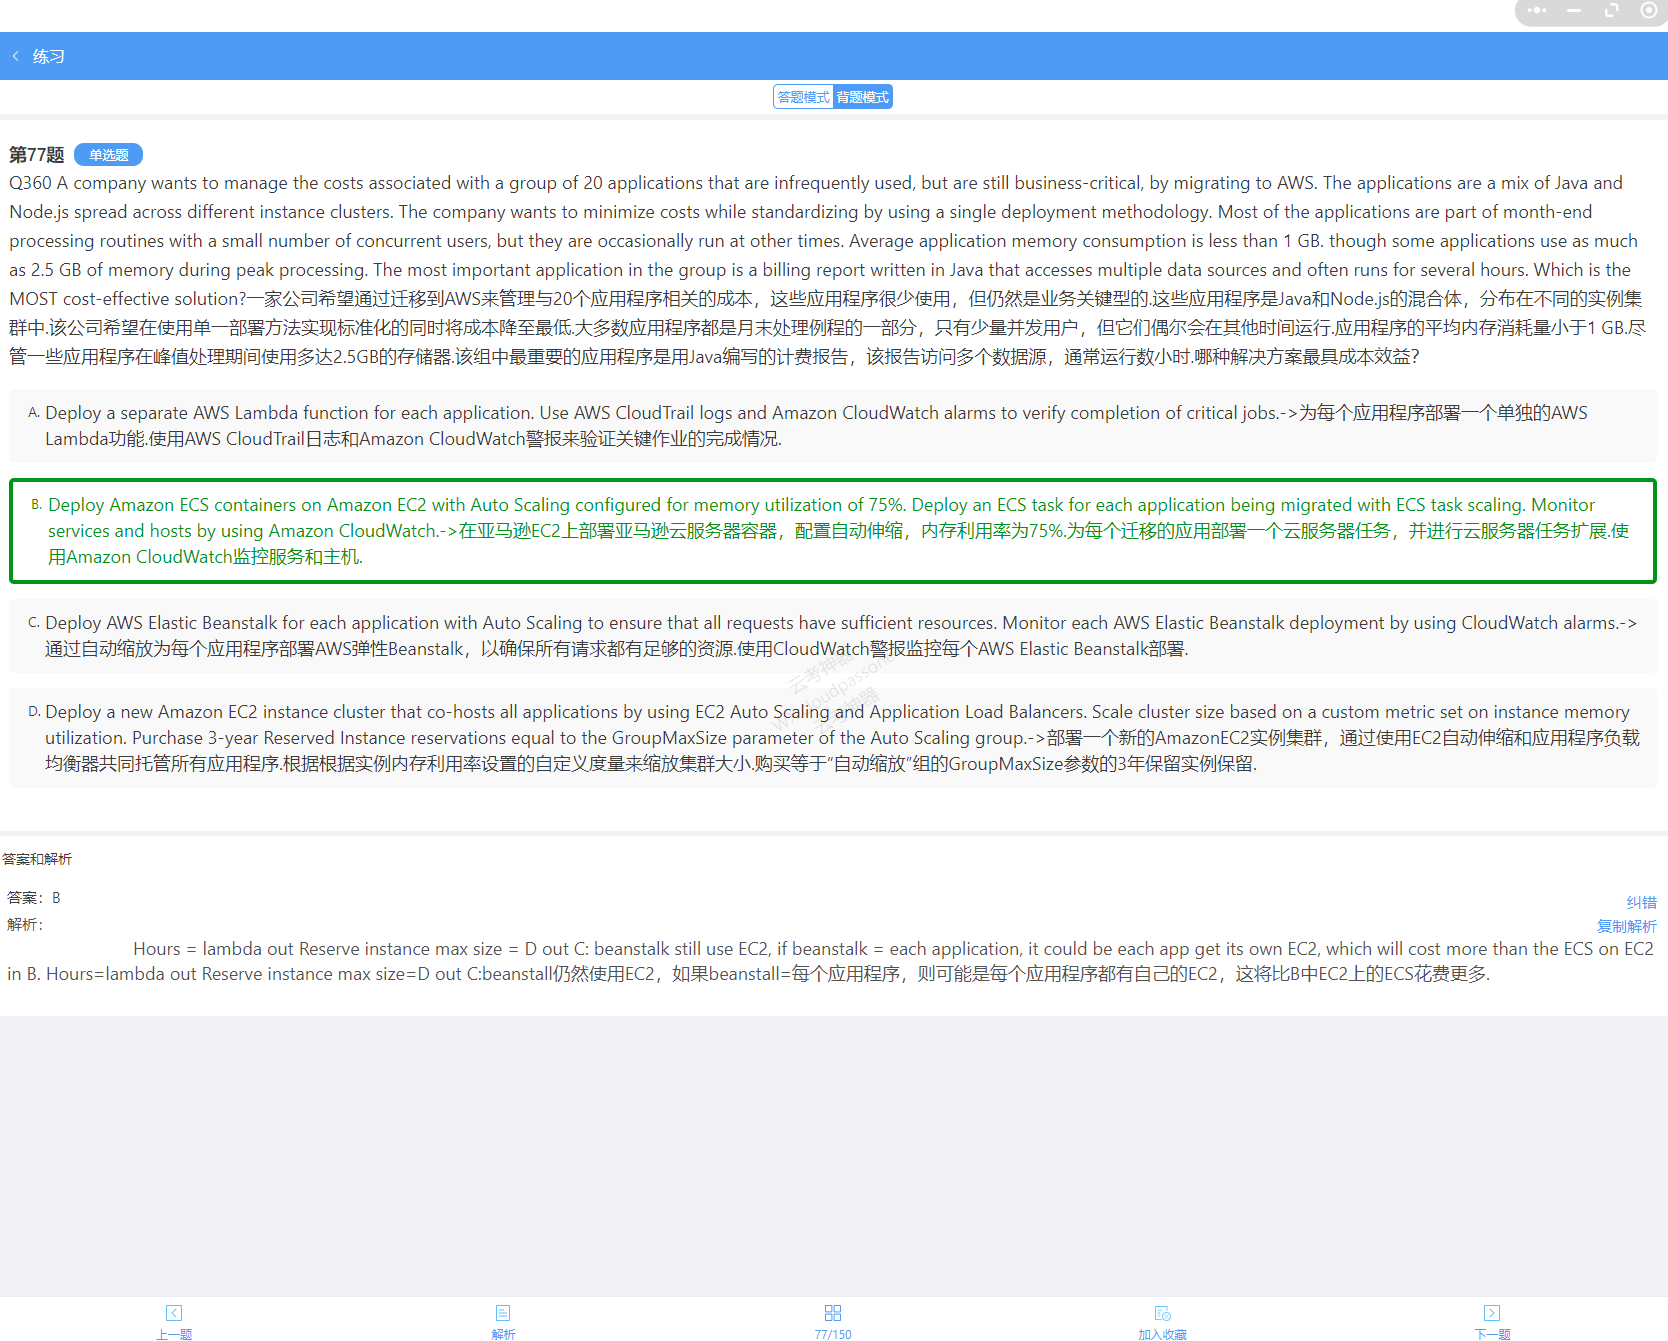 练习
答题模式 背题模式
第77题 单选题
Q360 A company wants to manage the costs associated with a group of 20 applications that are infrequently used, but are still business-critical, by migrating to AWS. The applications are a mix of Java and
Node.js spread across different instance clusters. The company wants to minimize costs while standardizing by using a single deployment methodology. Most of the applications are part of month-end
processing routines with a small number of concurrent users, but they are occasionally run at other times. Average application memory consumption is less than 1 GB. though some applications use as much
as 2.5 GB of memory during peak processing. The most important application in the group is a billing report written in Java that accesses multiple data sources and often runs for several hours. Which is the
MOST cost-effective solution?一家公司希望通过迁移到AWS来管理与20个应用程序相关的成本，这些应用程序很少使用，但仍然是业务关键型的.这些应用程序是Java和Node.js的混合体，分布在不同的实例集
群中.该公司希望在使用单一部署方法实现标准化的同时将成本降至最低.大多数应用程序都是月末处理例程的一部分，只有少量并发用户，但它们偶尔会在其他时间运行.应用程序的平均内存消耗量小于1 GB.尽
管一些应用程序在峰值处理期间使用多达2.5GB的存储器.该组中最重要的应用程序是用Java编写的计费报告，该报告访问多个数据源，通常运行数小时.哪种解决方案最具成本效益？
A. Deploy a separate AWS Lambda function for each application. Use AWS CloudTrail logs and Amazon CloudWatch alarms to verify completion of critical jobs.->为每个应用程序部署一个单独的AWS
Lambda功能.使用AWS CloudTrail日志和Amazon CloudWatch警报来验证关键作业的完成情况.
B. Deploy Amazon ECS containers on Amazon EC2 with Auto Scaling configured for memory utilization of 75%. Deploy an ECS task for each application being migrated with ECS task scaling. Monitor
services and hosts by using Amazon CloudWatch.->在亚马逊EC2上部署亚马逊云服务器容器，配置自动伸缩，内存利用率为75%.为每个迁移的应用部署一个云服务器任务，并进行云服务器任务扩展.使
用Amazon CloudWatch监控服务和主机.
C. Deploy AWS Elastic Beanstalk for each application with Auto Scaling to ensure that all requests have sufficient resources. Monitor each AWS Elastic Beanstalk deployment by using CloudWatch alarms.->
通过自动缩放为每个应用程序部署AWS弹性Beanstalk，以确保所有请求都有足够的资源.使用CloudWatch警报监控每个AWS Elastic Beanstalk部署.
D. Deploy a new Amazon EC2 instance cluster that co-hosts all applications by using EC2 Auto Scaling and Application Load Balancers. Scale cluster size based on a custom metric set on instance memory
utilization. Purchase 3-year Reserved Instance reservations equal to the GroupMaxSize parameter of the Auto Scaling group.->部署一个新的AmazonEC2实例集群，通过使用EC2自动伸缩和应用程序负载
均衡器共同托管所有应用程序.根据根据实例内存利用率设置的自定义度量来缩放集群大小.购买等于“自动缩放”组的GroupMaxSize参数的3年保留实例保留.
答案和解析
答案：B
纠错
解析：
复制解析
Hours = lambda out Reserve instance max size = D out C: beanstalk still use EC2, if beanstalk = each application, it could be each app get its own EC2, which will cost more than the ECS on EC2
in B. Hours=lambda out Reserve instance max size=D out C:beanstall仍然使用EC2，如果beanstall=每个应用程序，则可能是每个应用程序都有自己的EC2，这将比B中EC2上的ECS花费更多.
上一题 解析 77/150 加入收藏 下一题